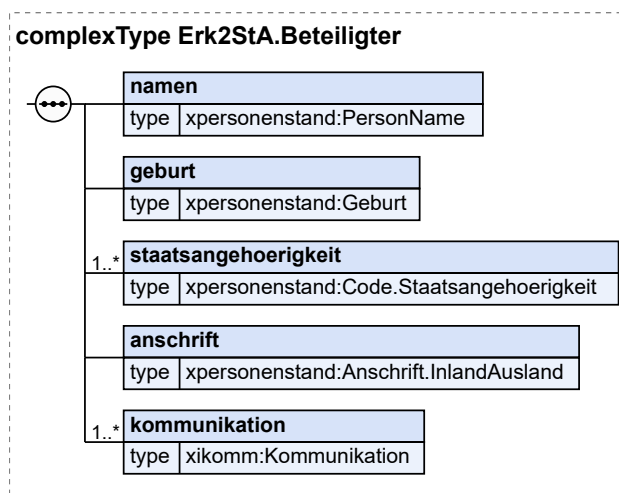 complexType Erk2StA.Beteiligter
namen
type xpersonenstand:PersonName
geburt
type xpersonenstand:Geburt
1..* staatsangehoerigkeit
type xpersonenstand:Code.Staatsangehoerigkeit
anschrift
type xpersonenstand:Anschrift.InlandAusland
1..* kommunikation
type xikomm:Kommunikation